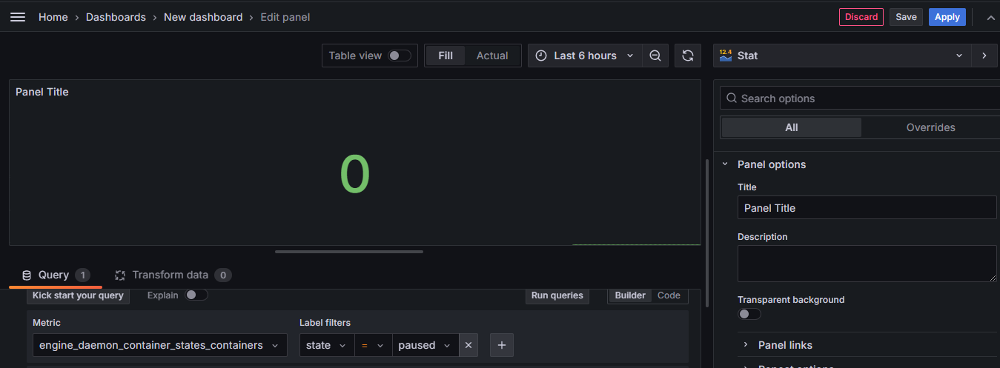 Home › Dashboards › New dashboard › Edit panel
Discard Save Apply
Table view Fill Actual Last 6 hours
12.4 Stat
Panel Title
0
Search options
All Overrides
Panel options
Title
Panel Title
Description
Transparent background
Panel links
Repeat options
Query 1 Transform data 0
Kick start your query Explain Run queries Builder Code
Metric Label filters
engine_daemon_container_states_containers state = paused × +